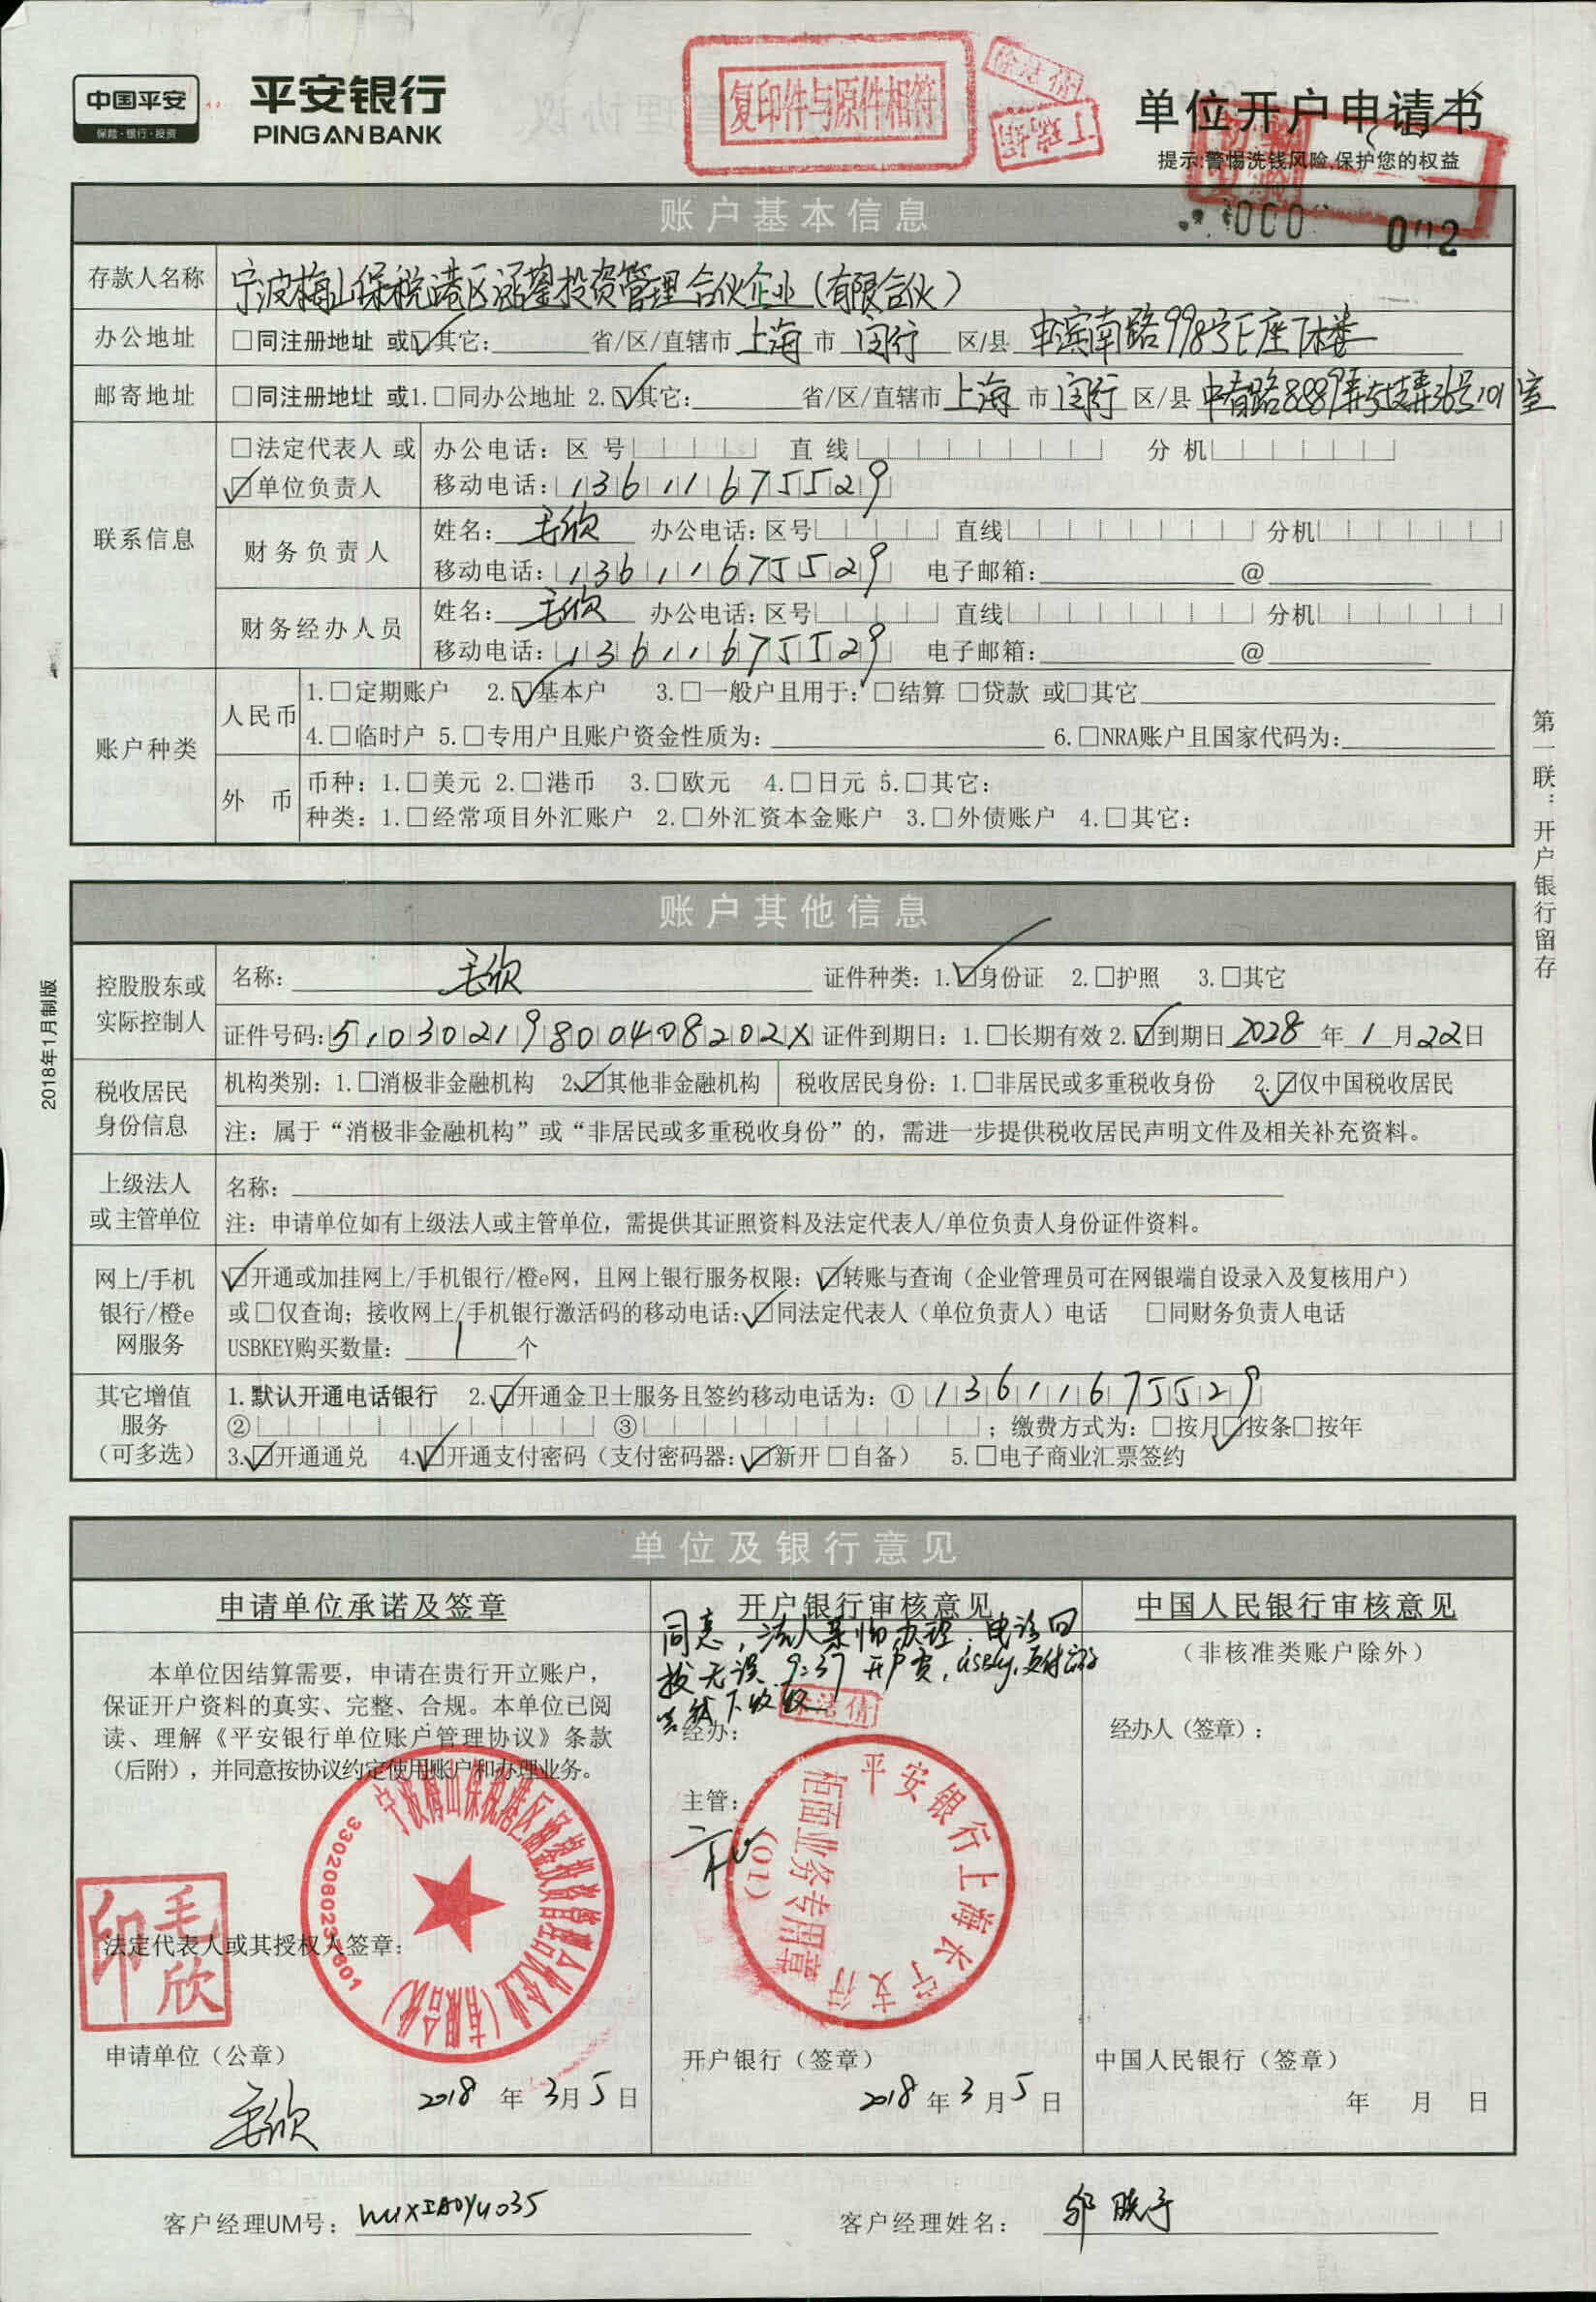 中国平安
保险·银行·投资
平安银行
PING AN BANK
复印件与原件相符
单位开户申请书
提示:警惕洗钱风险,保护您的权益
账户基本信息
存款人名称 宁波梅山保税港区涵鋆投资管理合伙企业(有限合伙)
办公地址 □同注册地址 或☑其它: 省/区/直辖市 上海 市 闵行 区/县 申滨南路998号E座
邮寄地址 □同注册地址 或1.□同办公地址 2.☑其它: 省/区/直辖市 上海 市 闵行 区/县 中春路8889弄 支弄36号101室
联系信息
□法定代表人 或 ☑单位负责人
办公电话: 区号 直线 分机
移动电话: 13611675529
财务负责人
姓名: 毛欣 办公电话: 区号 直线 分机
移动电话: 13611675529 电子邮箱: @
财务经办人员
姓名: 毛欣 办公电话: 区号 直线 分机
移动电话: 13611675529 电子邮箱: @
账户种类
人民币
1.□定期账户 2.☑基本户 3.□一般户且用于: □结算 □贷款 或□其它
4.□临时户 5.□专用户且账户资金性质为: 6.□NRA账户且国家代码为:
外币
币种: 1.□美元 2.□港币 3.□欧元 4.□日元 5.□其它:
种类: 1.□经常项目外汇账户 2.□外汇资本金账户 3.□外债账户 4.□其它:
第一联:开户银行留存
2018年1月制版
账户其他信息
控股股东或实际控制人
名称: 毛欣 证件种类: 1.☑身份证 2.□护照 3.□其它
证件号码: 51030219800408202X 证件到期日: 1.□长期有效 2.☑到期日 2028 年 1 月 22 日
税收居民身份信息
机构类别: 1.□消极非金融机构 2.☑其他非金融机构 税收居民身份: 1.□非居民或多重税收身份 2.☑仅中国税收居民
注: 属于“消极非金融机构”或“非居民或多重税收身份”的, 需进一步提供税收居民声明文件及相关补充资料。
上级法人或主管单位
名称:
注: 申请单位如有上级法人或主管单位, 需提供其证照资料及法定代表人/单位负责人身份证件资料。
网上/手机银行/橙e网服务
☑开通或加挂网上/手机银行/橙e网, 且网上银行服务权限: ☑转账与查询(企业管理员可在网银端自设录入及复核用户)
或□仅查询; 接收网上/手机银行激活码的移动电话: ☑同法定代表人(单位负责人)电话 □同财务负责人电话
USBKEY购买数量: 1 个
其它增值服务(可多选)
1.默认开通电话银行 2.☑开通金卫士服务且签约移动电话为: ① 13611675529
② ③ ; 缴费方式为: □按月☑按条□按年
3.☑开通通兑 4.☑开通支付密码(支付密码器: ☑新开 □自备) 5.□电子商业汇票签约
单位及银行意见
申请单位承诺及签章
本单位因结算需要, 申请在贵行开立账户,
保证开户资料的真实、完整、合规。本单位已阅
读、理解《平安银行单位账户管理协议》条款
(后附), 并同意按协议约定使用账户和办理业务。
宁波梅山保税港区涵鋆投资管理合伙企业(有限合伙)
毛欣印
法定代表人或其授权人签章:
申请单位(公章)
毛欣
2018 年 3月 5 日
开户银行审核意见
同意, 法人亲临办理, 电话回
拨无误 9:37 开户费,
经办:
主管:
平安银行上海长宁支行
柜面业务专用章
(01)
开户银行(签章)
2018 年 3 月 5 日
中国人民银行审核意见
(非核准类账户除外)
经办人(签章):
中国人民银行(签章)
年 月 日
客户经理UM号: WUXIAOYU035
客户经理姓名: